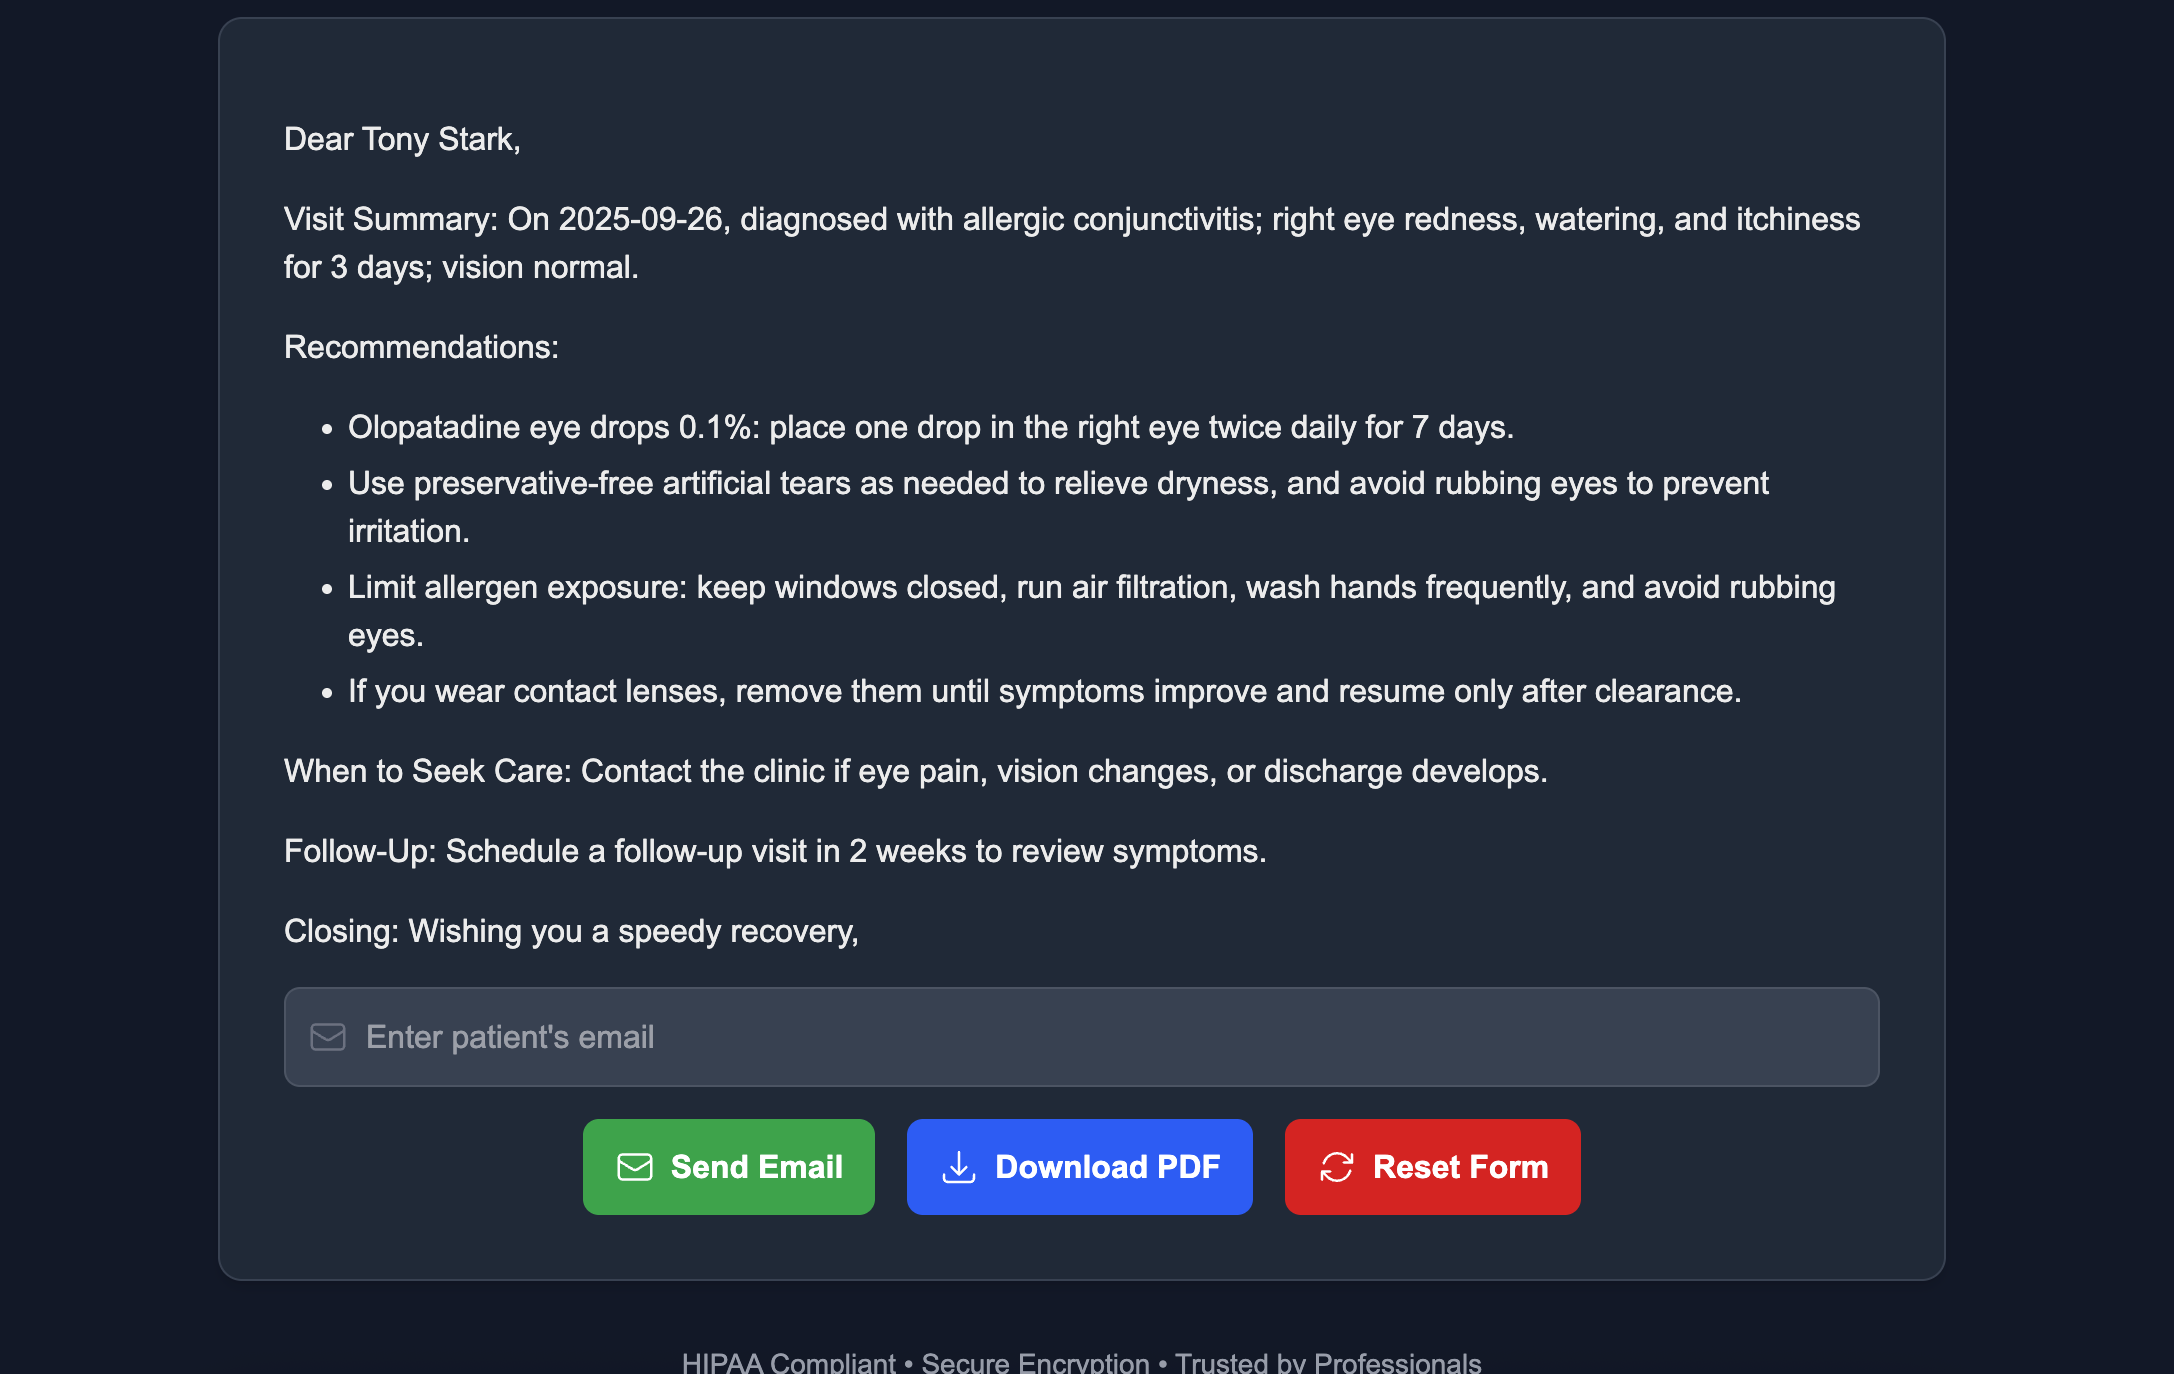 Dear Tony Stark,
Visit Summary: On 2025-09-26, diagnosed with allergic conjunctivitis; right eye redness, watering, and itchiness
for 3 days; vision normal.
Recommendations:
• Olopatadine eye drops 0.1%: place one drop in the right eye twice daily for 7 days.
• Use preservative-free artificial tears as needed to relieve dryness, and avoid rubbing eyes to prevent
irritation.
• Limit allergen exposure: keep windows closed, run air filtration, wash hands frequently, and avoid rubbing
eyes.
• If you wear contact lenses, remove them until symptoms improve and resume only after clearance.
When to Seek Care: Contact the clinic if eye pain, vision changes, or discharge develops.
Follow-Up: Schedule a follow-up visit in 2 weeks to review symptoms.
Closing: Wishing you a speedy recovery,
Enter patient's email
Send Email
Download PDF
Reset Form
HIPAA Compliant • Secure Encryption • Trusted by Professionals